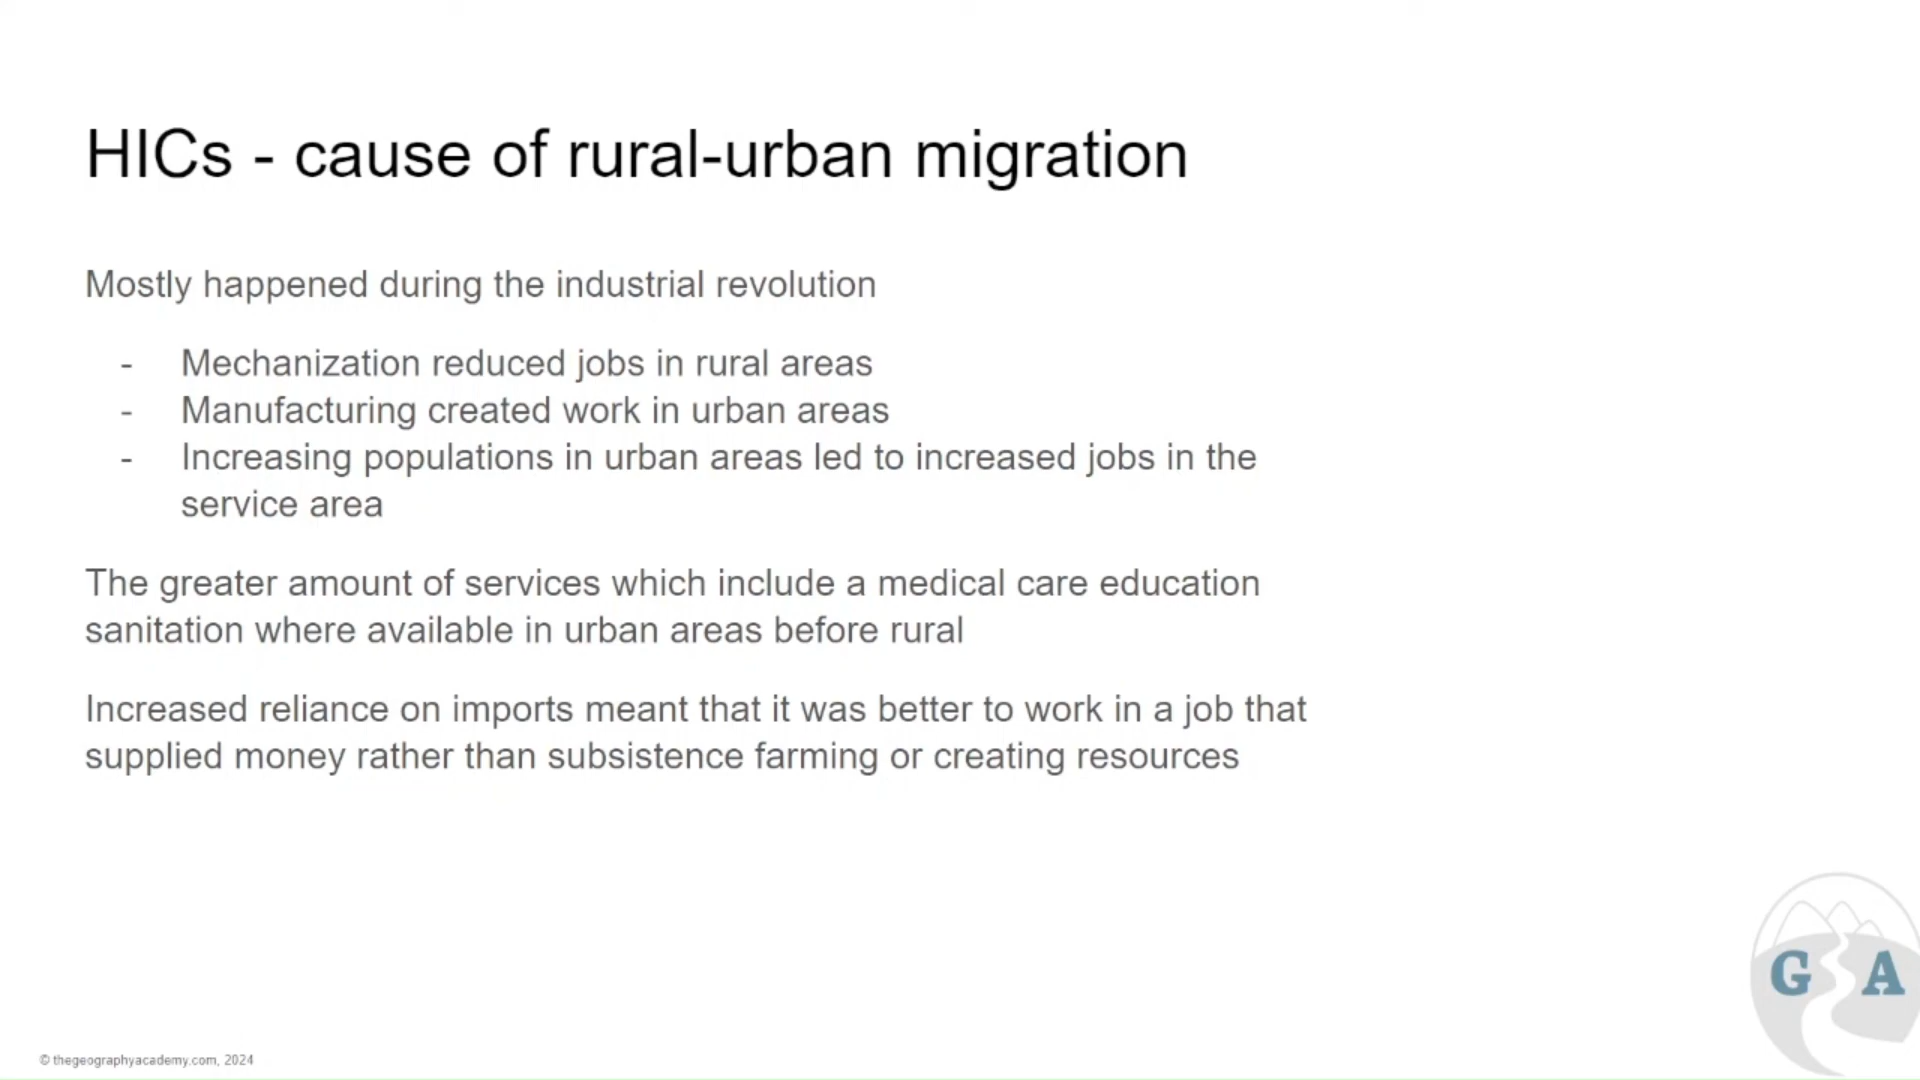 HICs - cause of rural-urban migration
Mostly happened during the industrial revolution
- Mechanization reduced jobs in rural areas
- Manufacturing created work in urban areas
- Increasing populations in urban areas led to increased jobs in the
service area
The greater amount of services which include a medical care education
sanitation where available in urban areas before rural
Increased reliance on imports meant that it was better to work in a job that
supplied money rather than subsistence farming or creating resources
G A
© thegeographyacademy.com, 2024